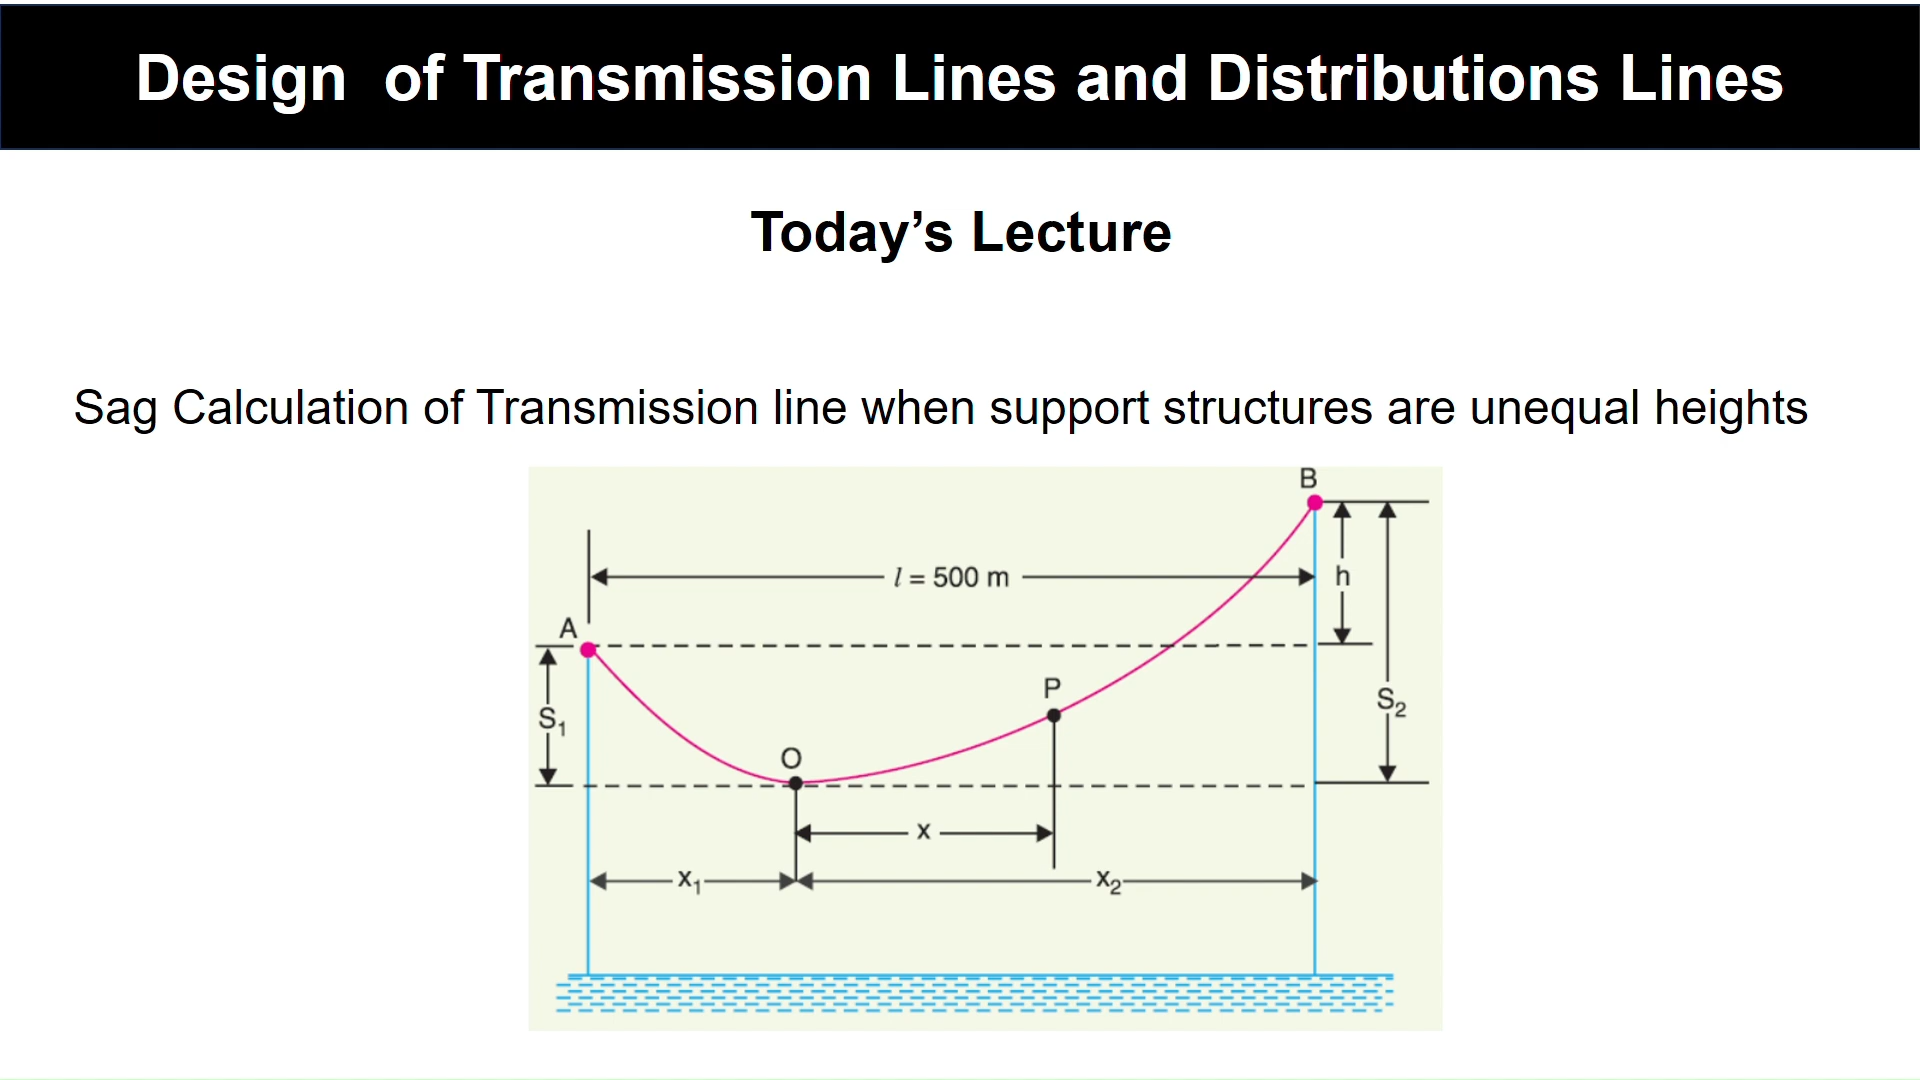 Design  of Transmission Lines and Distributions Lines
Today’s Lecture
Sag Calculation of Transmission line when support structures are unequal heights
B
l = 500 m
h
A
P
S2
S1
O
x
x1
x2